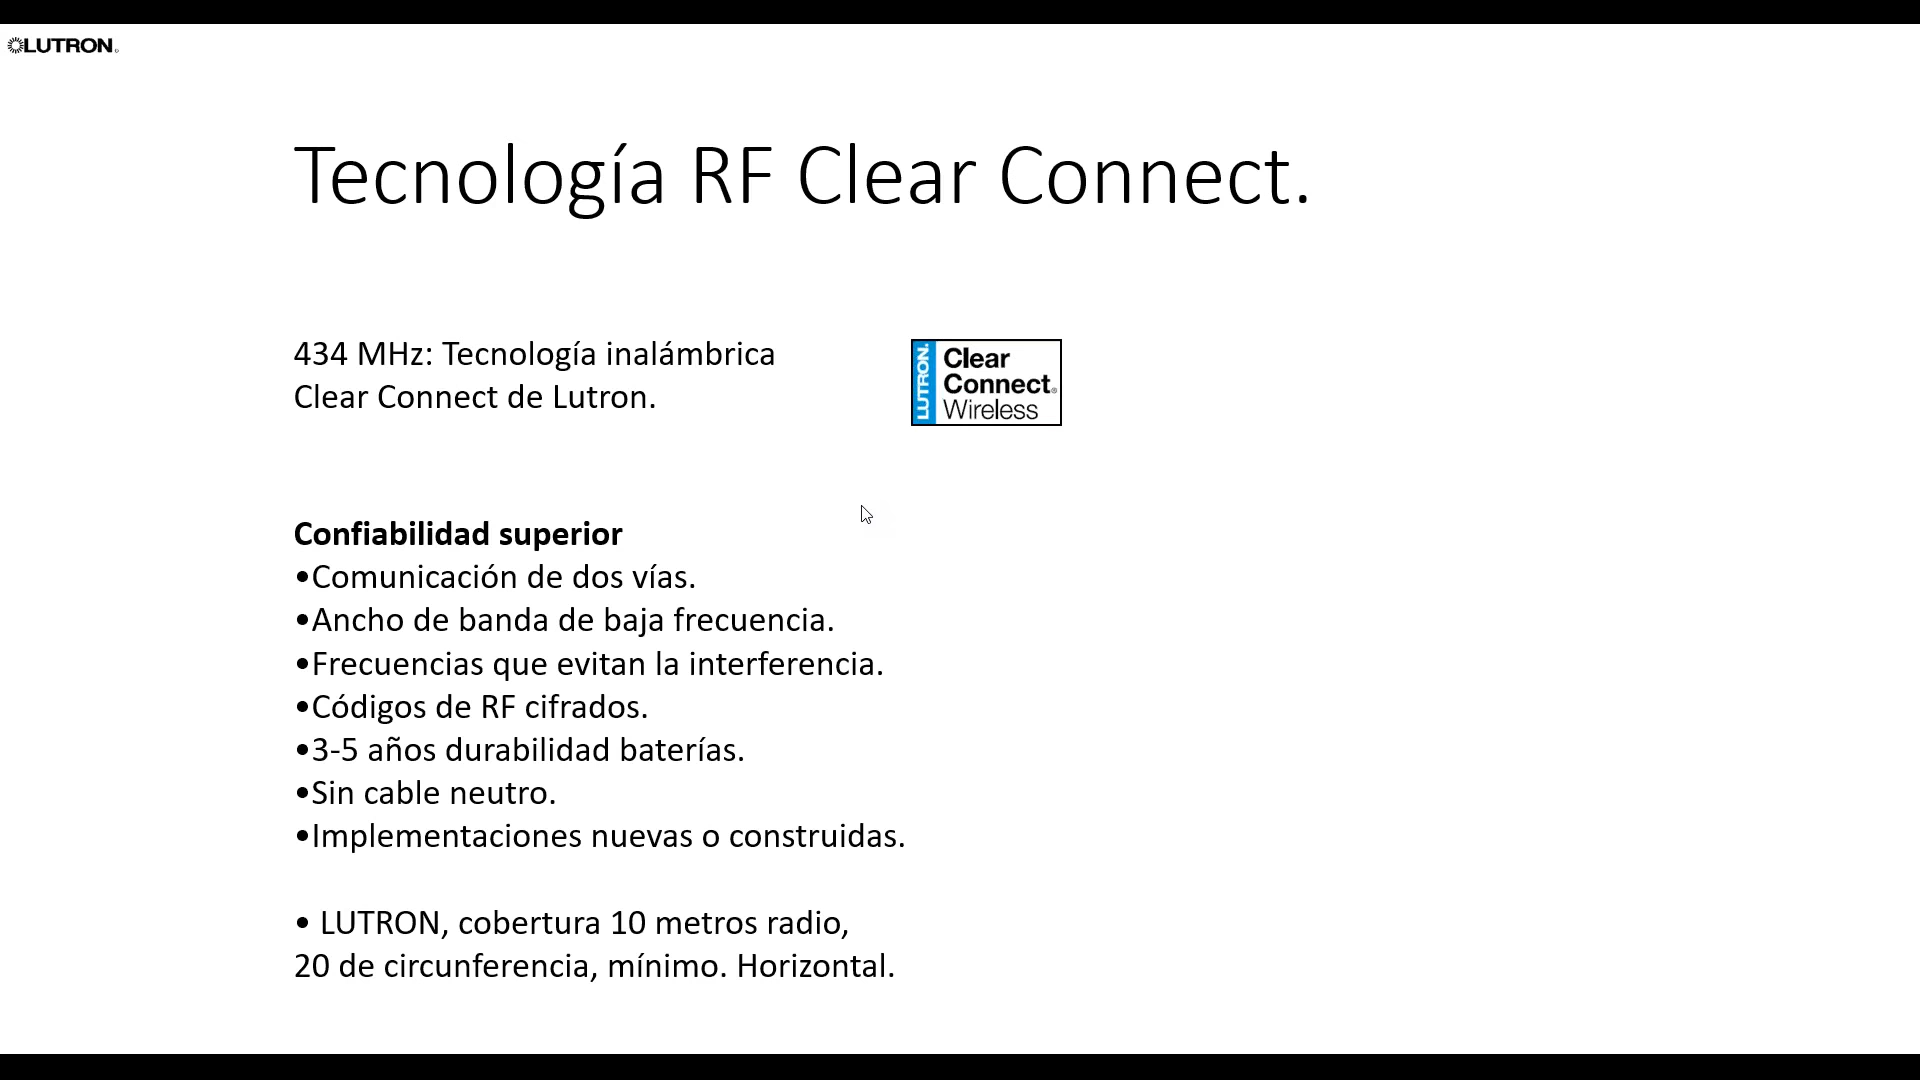 LUTRON
Tecnología RF Clear Connect.
434 MHz: Tecnología inalámbrica
Clear Connect de Lutron.
LUTRON.
Clear
Connect®
Wireless
Confiabilidad superior
•Comunicación de dos vías.
•Ancho de banda de baja frecuencia.
•Frecuencias que evitan la interferencia.
•Códigos de RF cifrados.
•3-5 años durabilidad baterías.
•Sin cable neutro.
•Implementaciones nuevas o construidas.
• LUTRON, cobertura 10 metros radio,
20 de circunferencia, mínimo. Horizontal.